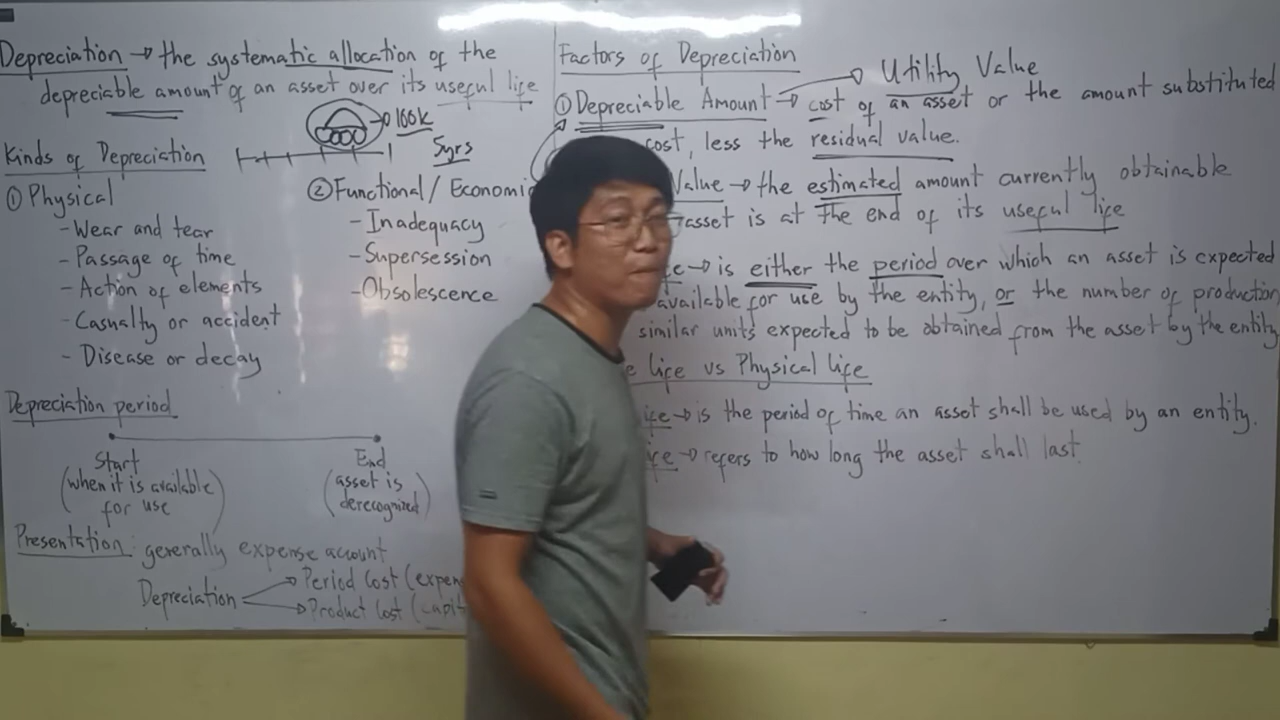 Depreciation → the systematic allocation of the
depreciable amount of an asset over its useful life
100k
5yrs
Kinds of Depreciation
① Physical
- Wear and tear
- Passage of time
- Action of elements
- Casualty or accident
- Disease or decay
② Functional / Economic
- Inadequacy
- Supersession
- Obsolescence
Depreciation period
Start
(when it is available
for use)
End
(asset is
derecognized)
Presentation: generally expense account
Depreciation → Period Cost (expen
→ Product Cost (capit
Factors of Depreciation
Utility Value
① Depreciable Amount → cost of an asset or the amount substituted
cost, less the residual value.
Value → the estimated amount currently obtainable
asset is at the end of its useful life
→ is either the period over which an asset is expected
available for use by the entity, or the number of production
similar units expected to be obtained from the asset by the entity
life vs Physical life
→ is the period of time an asset shall be used by an entity.
→ refers to how long the asset shall last.